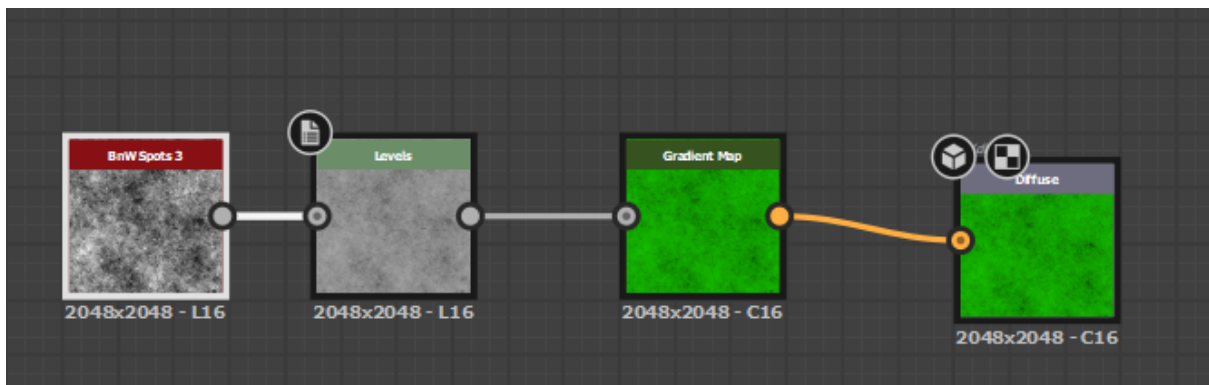 BnW Spots 3
2048x2048 - L16
Levels
2048x2048 - L16
Gradient Map
2048x2048 - C16
Diffuse
2048x2048 - C16